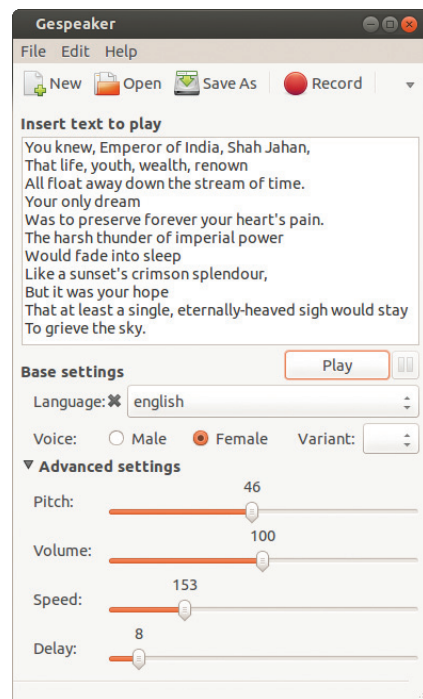 Gespeaker
File Edit Help
New Open Save As Record
Insert text to play
You knew, Emperor of India, Shah Jahan,
That life, youth, wealth, renown
All float away down the stream of time.
Your only dream
Was to preserve forever your heart's pain.
The harsh thunder of imperial power
Would fade into sleep
Like a sunset's crimson splendour,
But it was your hope
That at least a single, eternally-heaved sigh would stay
To grieve the sky.
Play
Base settings
Language: english
Voice: Male Female Variant:
Advanced settings
46
Pitch:
100
Volume:
153
Speed:
8
Delay: